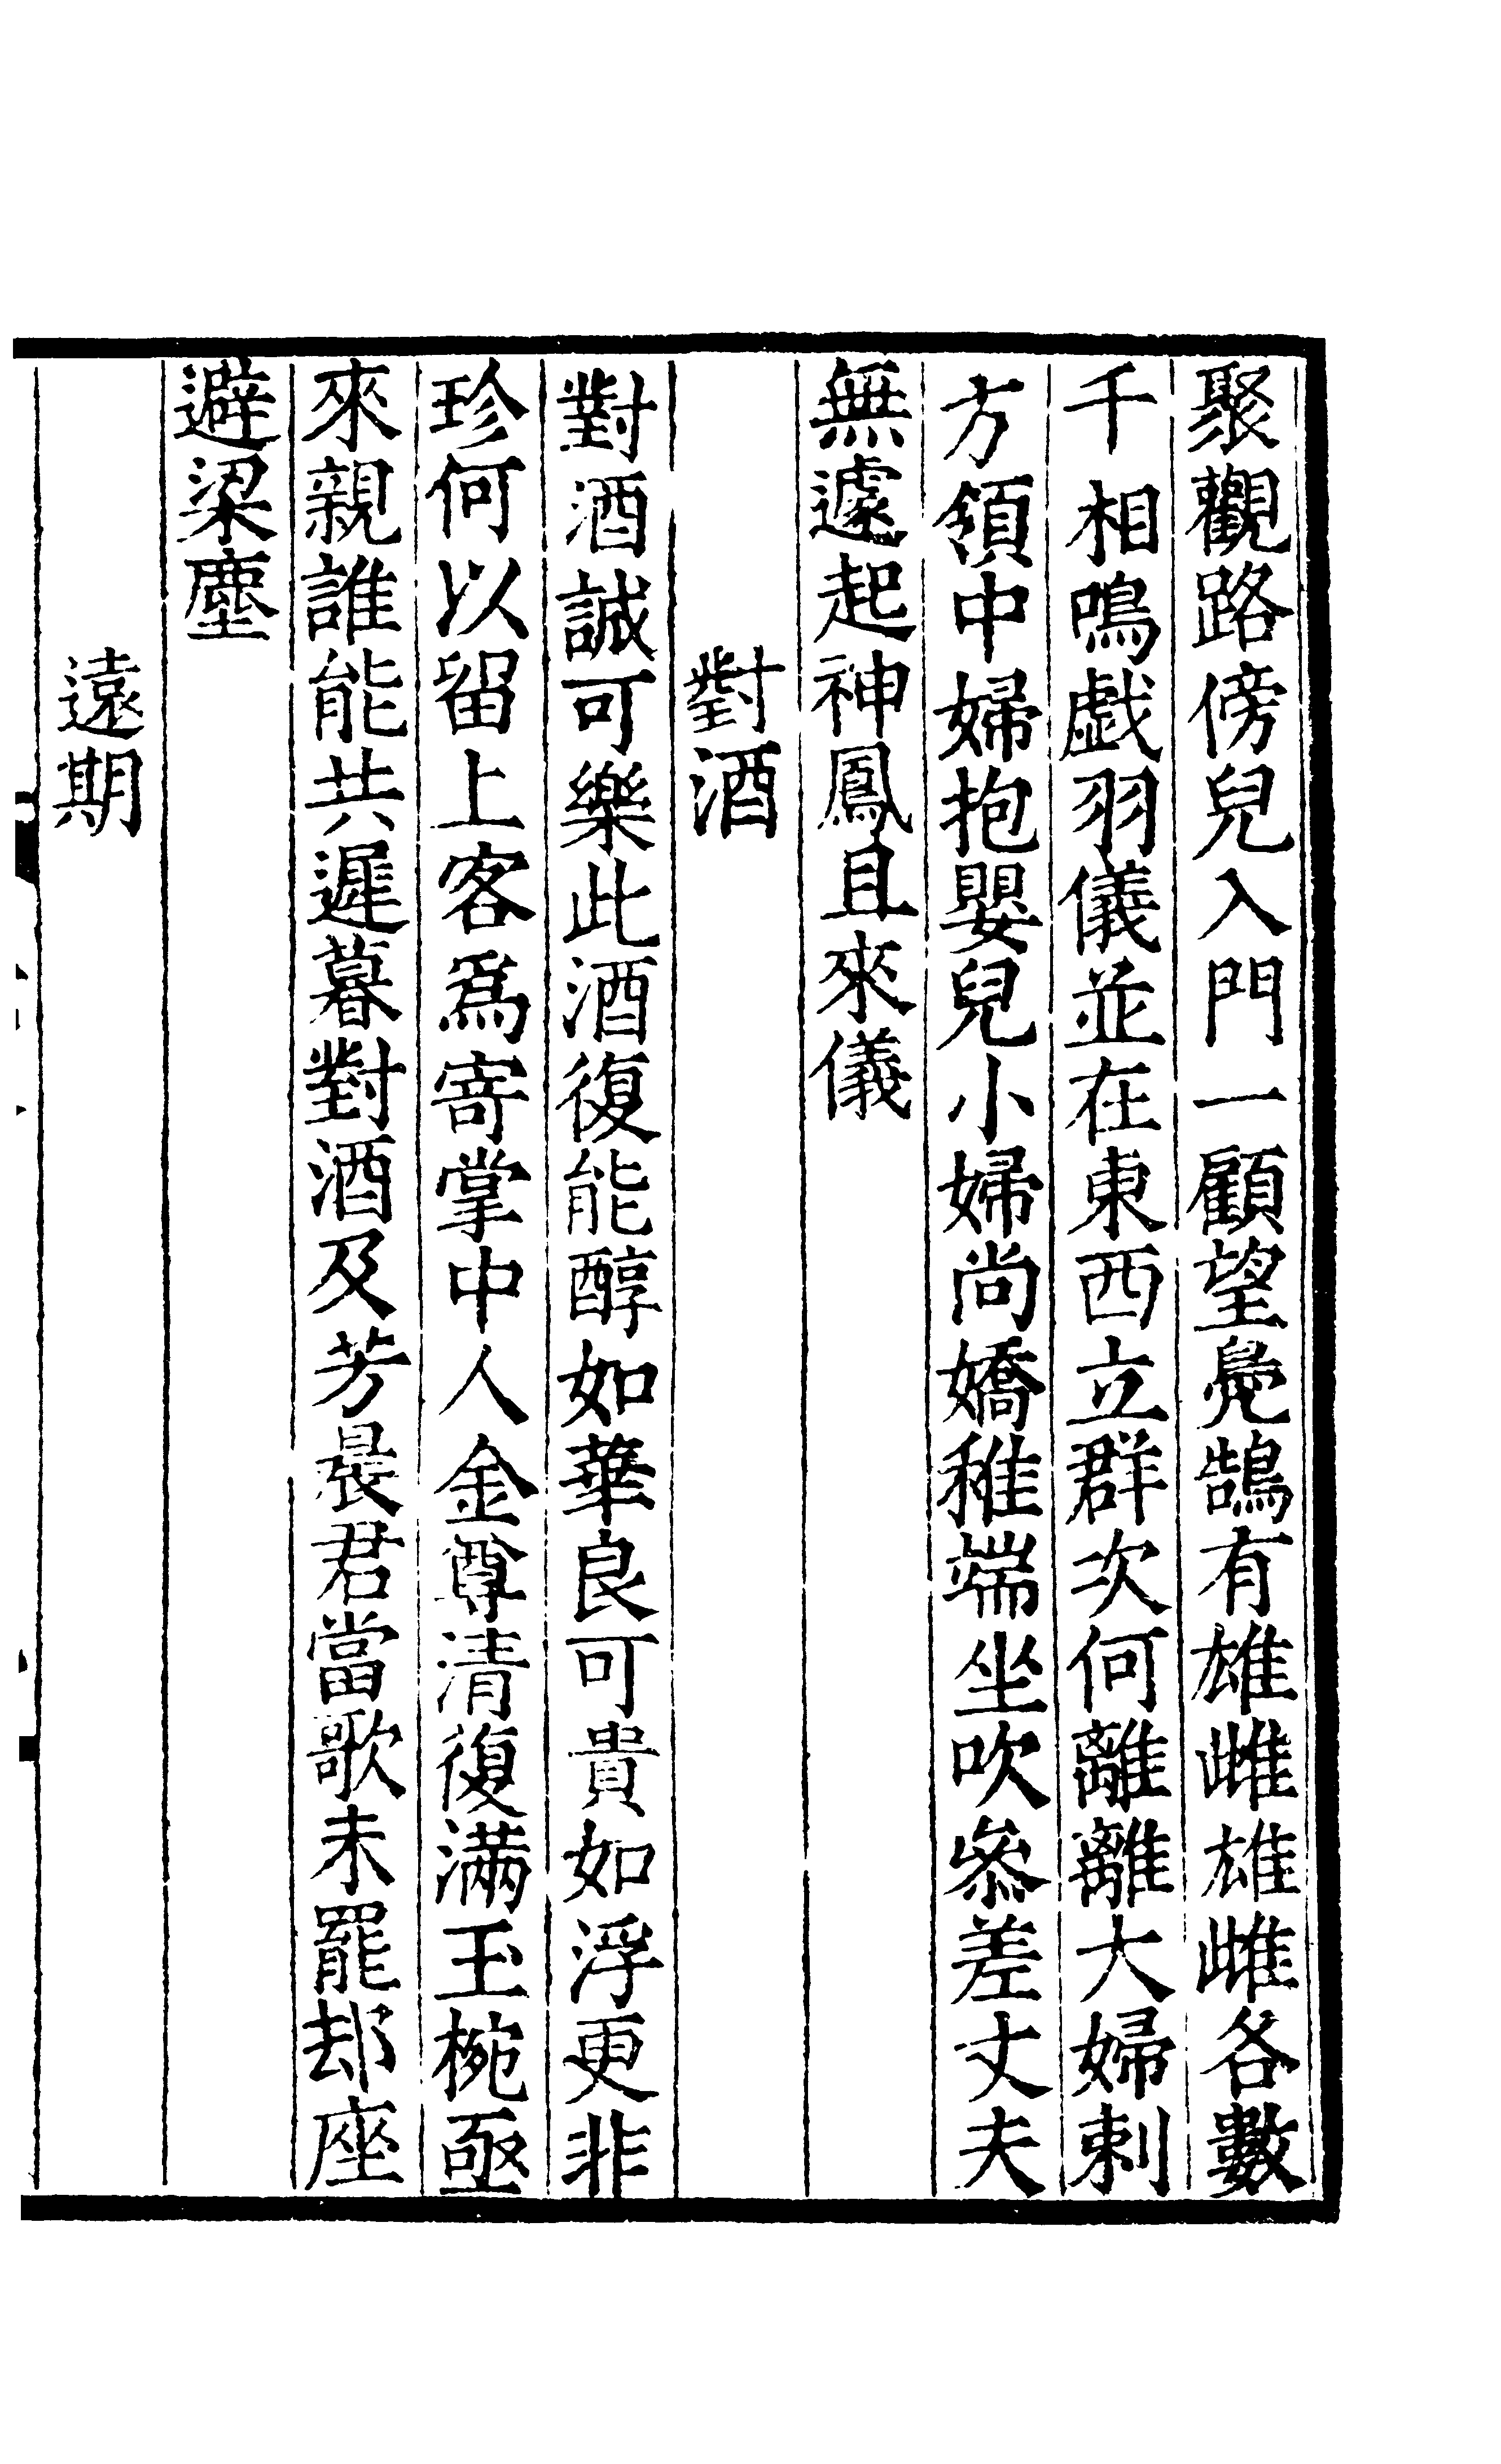 聚觀路傍兒入門一顧望鳧鵠有雄雌雄雌各數
千相鳴戯羽儀並在東西立群次何離離大婦刺
方領中婦抱嬰兒小婦尚嬌稚端坐吹參差丈夫
無遽起神鳳且來儀
對酒
對酒誠可樂此酒復能醇如華良可貴如浮更非
珍何以留上客爲寄掌中人金尊清復滿玉椀亟
來親誰能共遲暮對酒及芳晨君當歌未罷却座
避梁塵
遠期